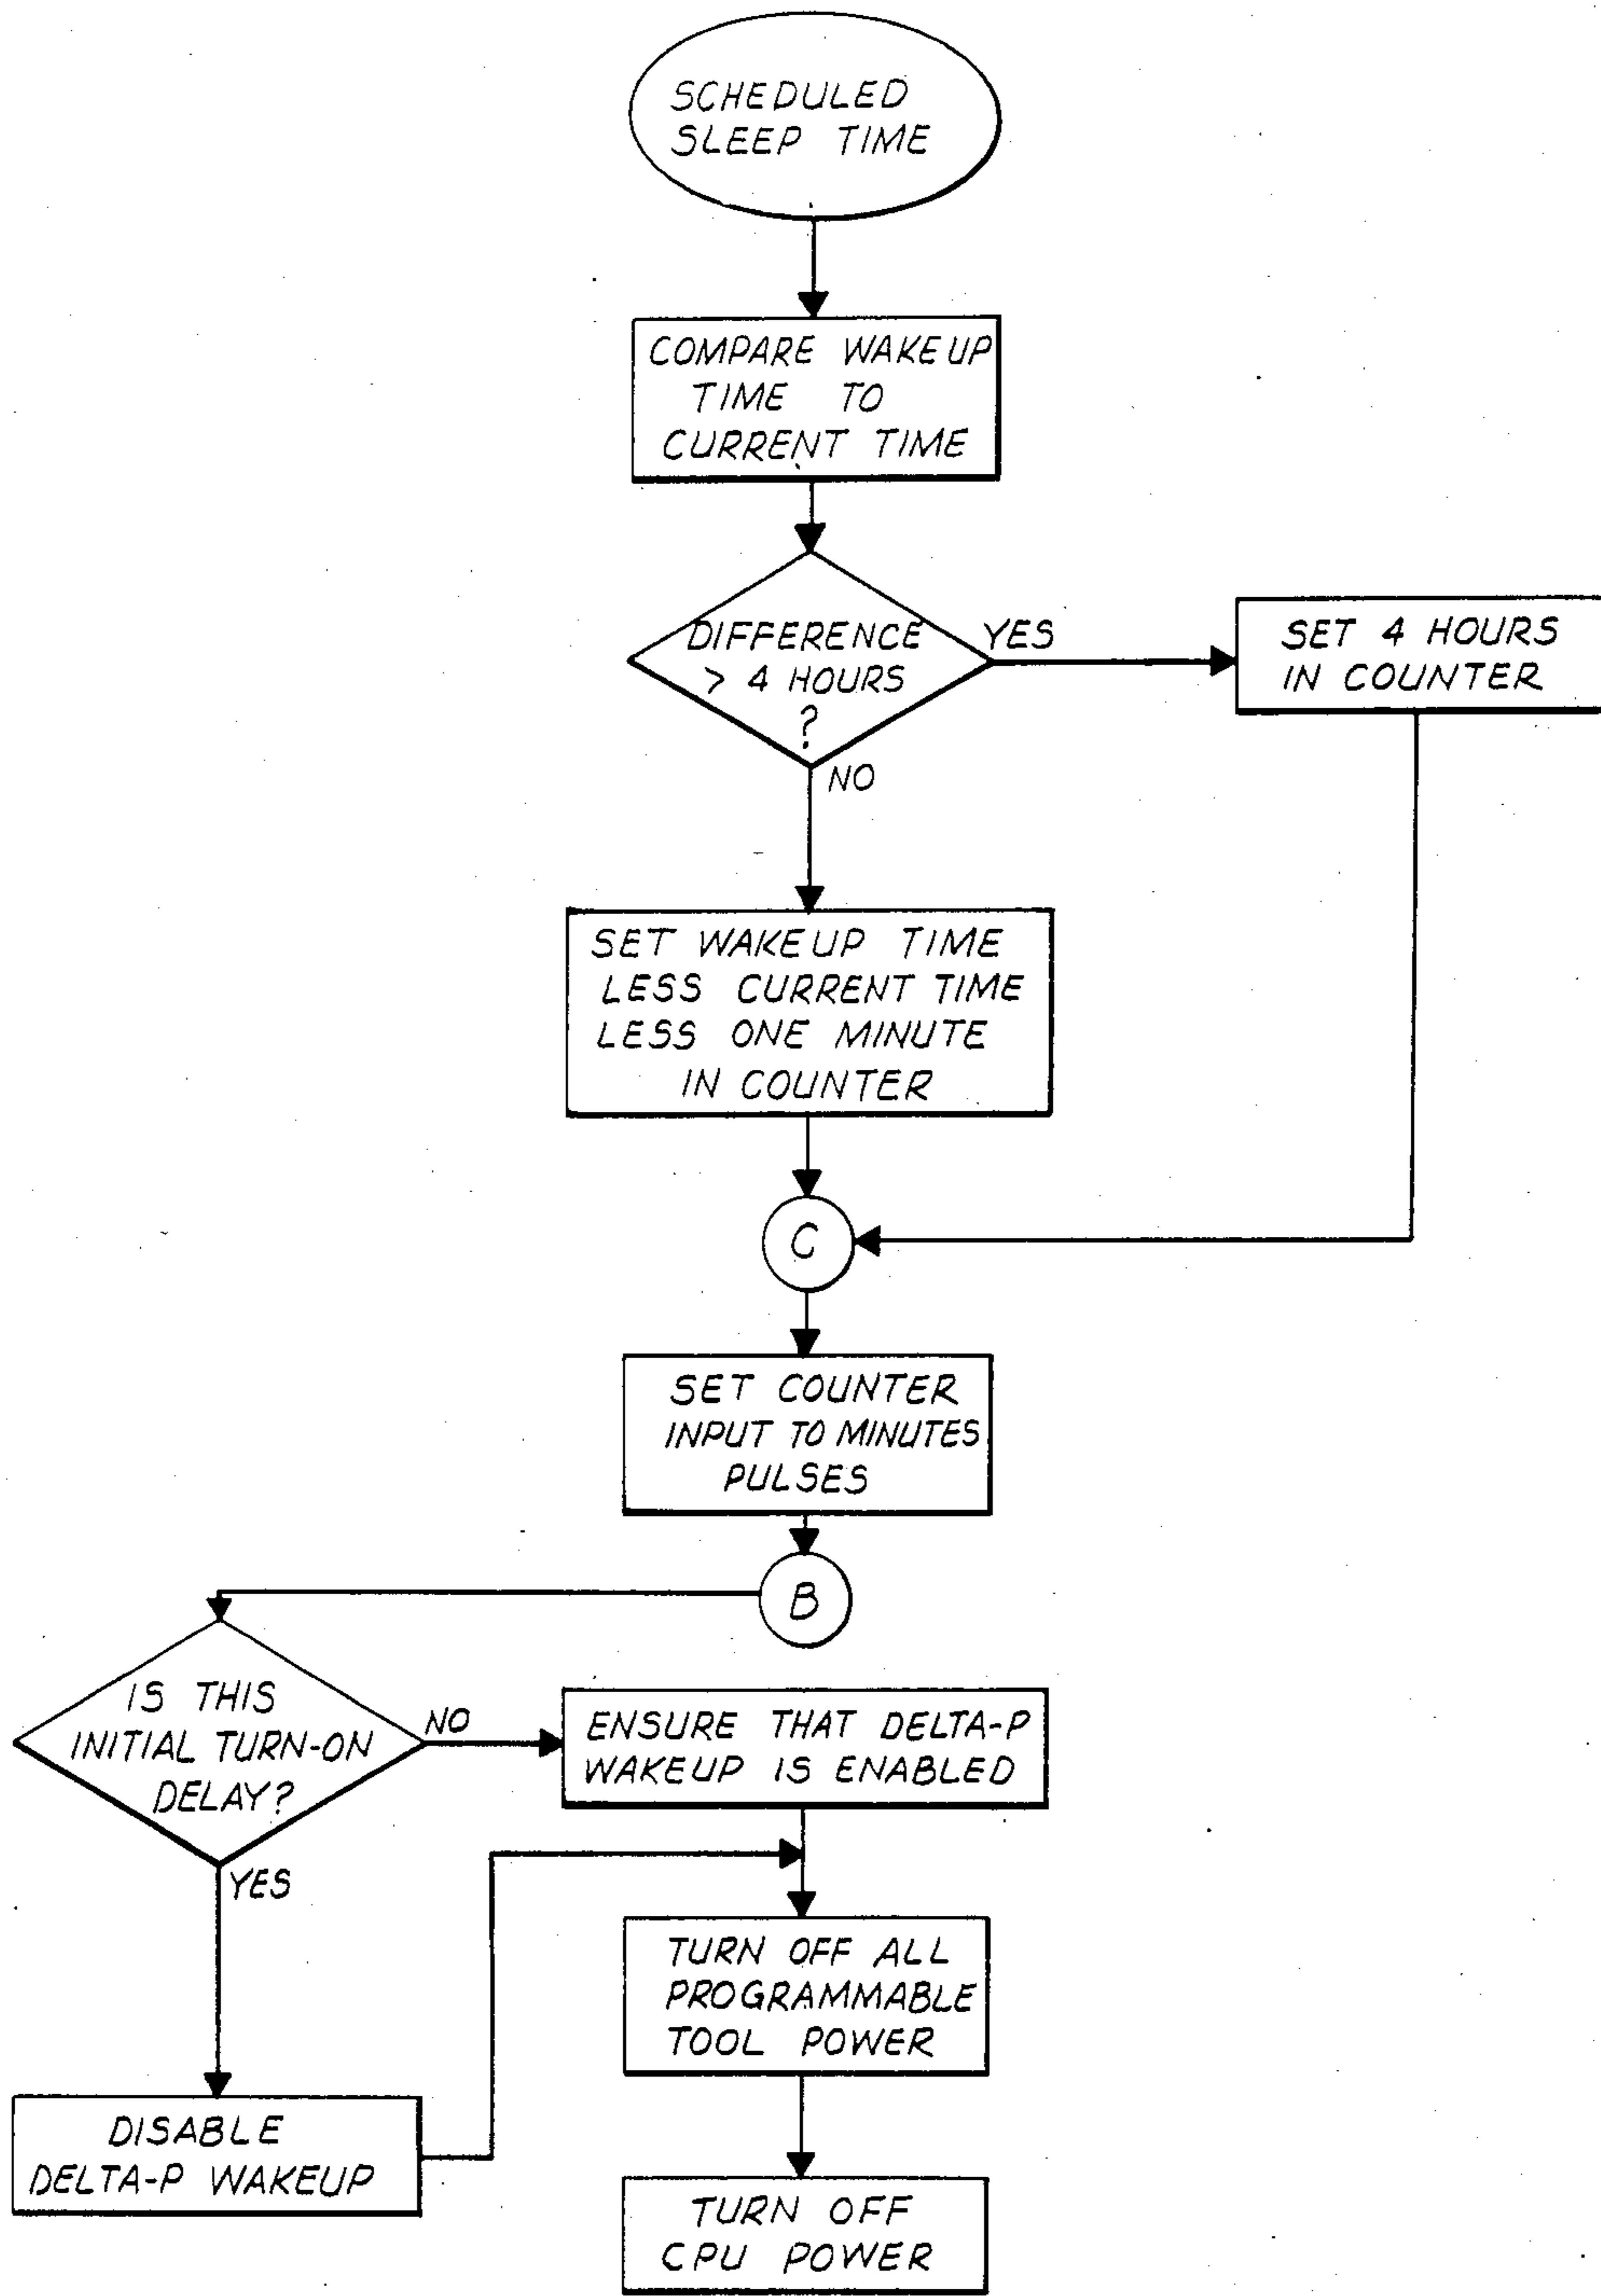 SCHEDULED
SLEEP TIME
COMPARE WAKEUP
TIME TO
CURRENT TIME
DIFFERENCE
> 4 HOURS
?
YES
SET 4 HOURS
IN COUNTER
NO
SET WAKEUP TIME
LESS CURRENT TIME
LESS ONE MINUTE
IN COUNTER
C
SET COUNTER
INPUT TO MINUTES
PULSES
B
IS THIS
INITIAL TURN-ON
DELAY?
NO
ENSURE THAT DELTA-P
WAKEUP IS ENABLED
YES
TURN OFF ALL
PROGRAMMABLE
TOOL POWER
DISABLE
DELTA-P WAKEUP
TURN OFF
CPU POWER